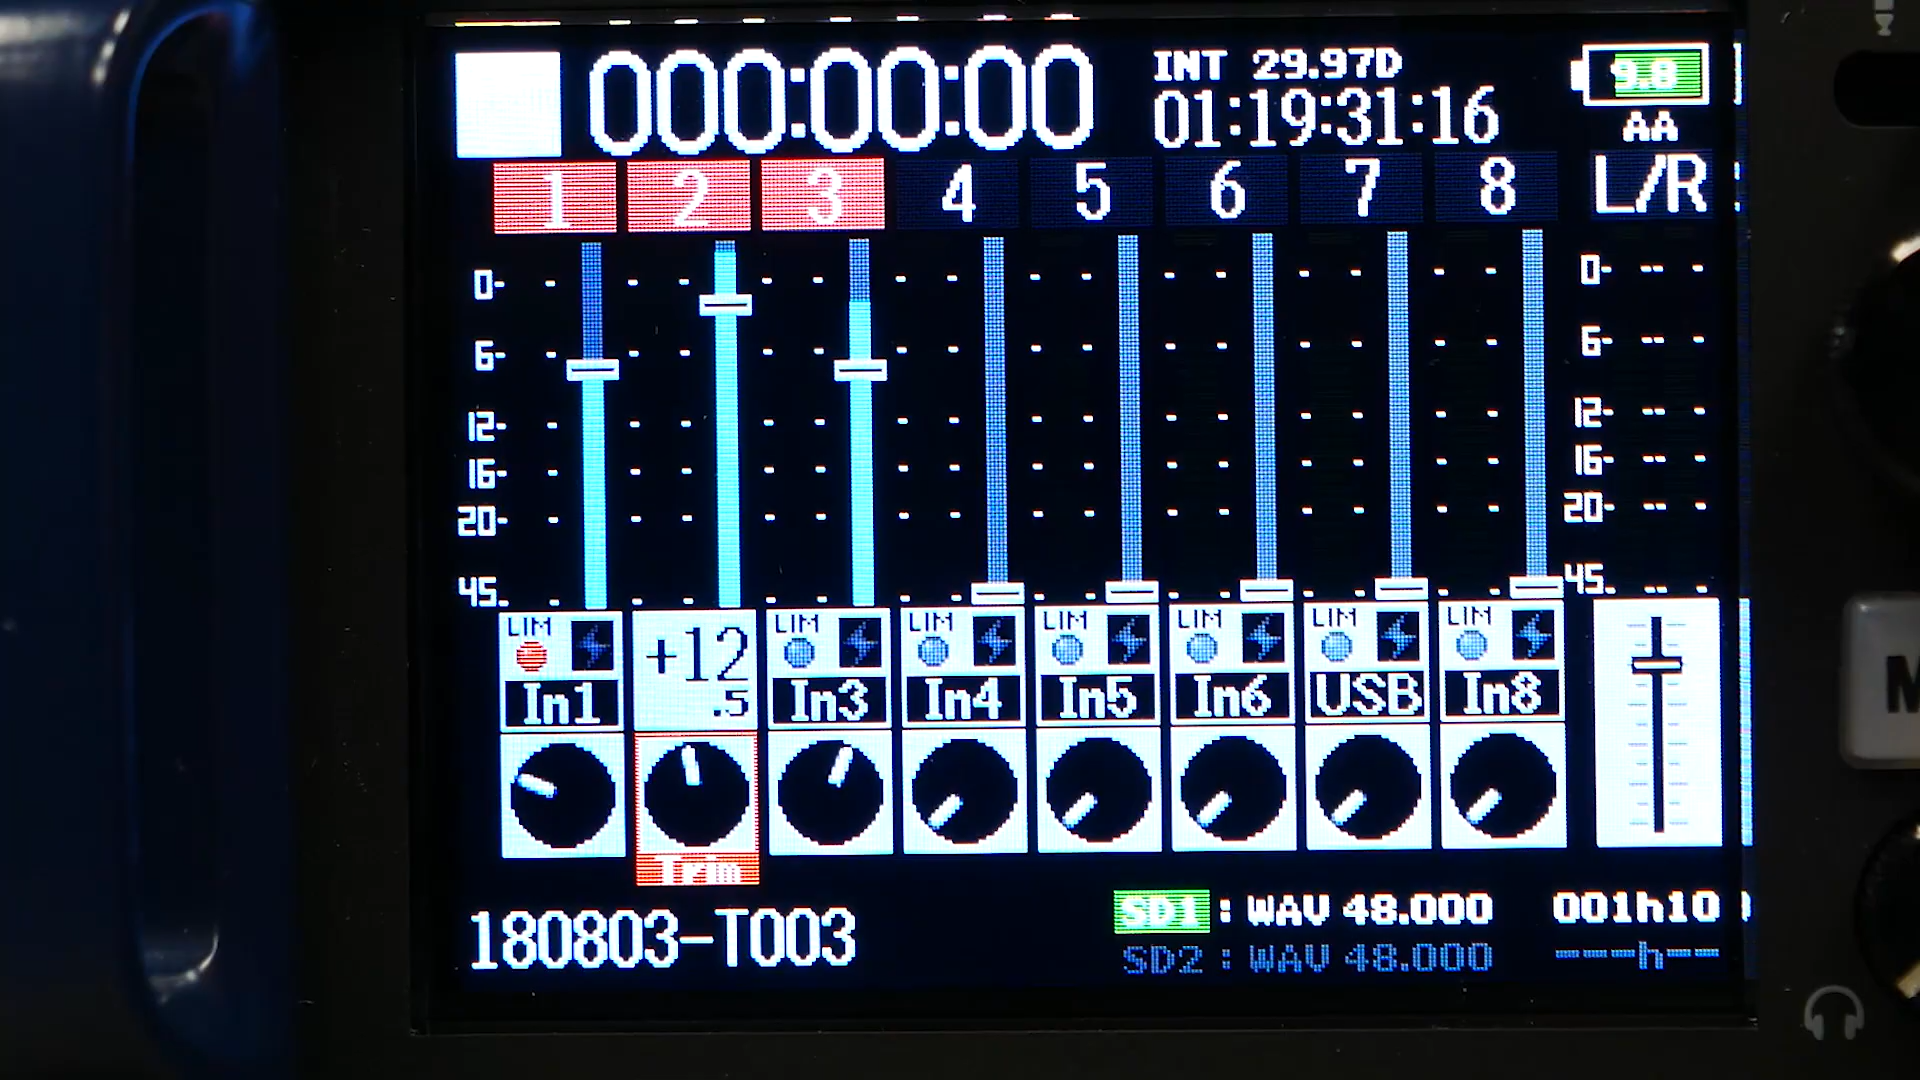 000:00:00 INT 29.97D 9.8
01:19:31:16 AA
1 2 3 4 5 6 7 8 L/R
0- 0-
6- 6-
12- 12-
16- 16-
20- 20-
45 45
LIM +12 LIM LIM LIM LIM LIM LIM
In1 .5 In3 In4 In5 In6 USB In8
Trim
180803-T003
SD1 : WAV 48.000 001h10
SD2 : WAV 48.000 ---h--